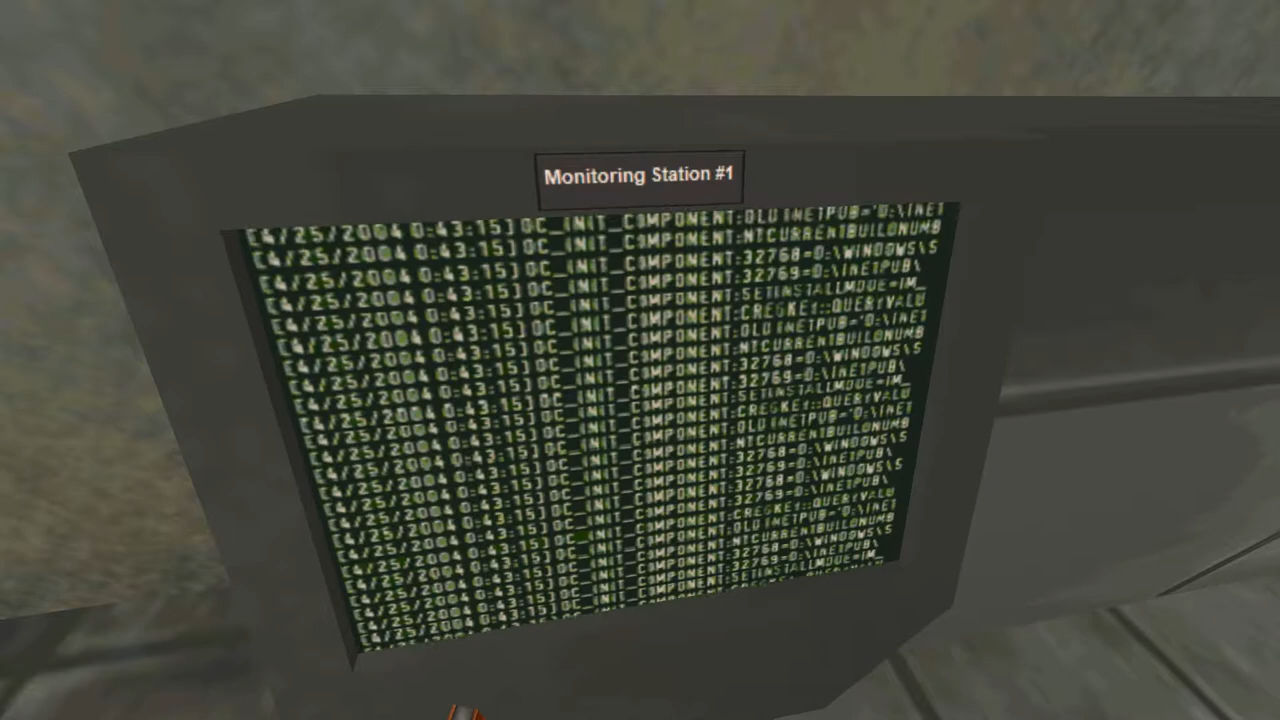 Monitoring Station #1
[4/25/2004 0:43:15] OC_INIT_COMPONENT:OLD INETPUB='D:\INET
[4/25/2004 0:43:15] OC_INIT_COMPONENT:NTCURRENTBUILDNUMB
[4/25/2004 0:43:15] OC_INIT_COMPONENT:32768=D:\WINDOWS\S
[4/25/2004 0:43:15] OC_INIT_COMPONENT:32769=D:\INETPUB\
[4/25/2004 0:43:15] OC_INIT_COMPONENT:SETINSTALLMODE=IM_
[4/25/2004 0:43:15] OC_INIT_COMPONENT:CREGKEY::QUERYVALU
[4/25/2004 0:43:15] OC_INIT_COMPONENT:OLD INETPUB='D:\INET
[4/25/2004 0:43:15] OC_INIT_COMPONENT:NTCURRENTBUILDNUMB
[4/25/2004 0:43:15] OC_INIT_COMPONENT:32768=D:\WINDOWS\S
[4/25/2004 0:43:15] OC_INIT_COMPONENT:32769=D:\INETPUB\
[4/25/2004 0:43:15] OC_INIT_COMPONENT:SETINSTALLMODE=IM_
[4/25/2004 0:43:15] OC_INIT_COMPONENT:CREGKEY::QUERYVALU
[4/25/2004 0:43:15] OC_INIT_COMPONENT:OLD INETPUB='D:\INET
[4/25/2004 0:43:15] OC_INIT_COMPONENT:NTCURRENTBUILDNUMB
[4/25/2004 0:43:15] OC_INIT_COMPONENT:32768=D:\WINDOWS\S
[4/25/2004 0:43:15] OC_INIT_COMPONENT:32769=D:\INETPUB\
[4/25/2004 0:43:15] OC_INIT_COMPONENT:32768=D:\WINDOWS\S
[4/25/2004 0:43:15] OC_INIT_COMPONENT:32769=D:\INETPUB\
[4/25/2004 0:43:15] OC_INIT_COMPONENT:CREGKEY::QUERYVALU
[4/25/2004 0:43:15] OC_INIT_COMPONENT:OLD INETPUB='D:\INET
[4/25/2004 0:43:15] OC_INIT_COMPONENT:NTCURRENTBUILDNUMB
[4/25/2004 0:43:15] OC_INIT_COMPONENT:32768=D:\WINDOWS\S
[4/25/2004 0:43:15] OC_INIT_COMPONENT:32769=D:\INETPUB\
[4/25/2004 0:43:15] OC_INIT_COMPONENT:SETINSTALLMODE=IM_